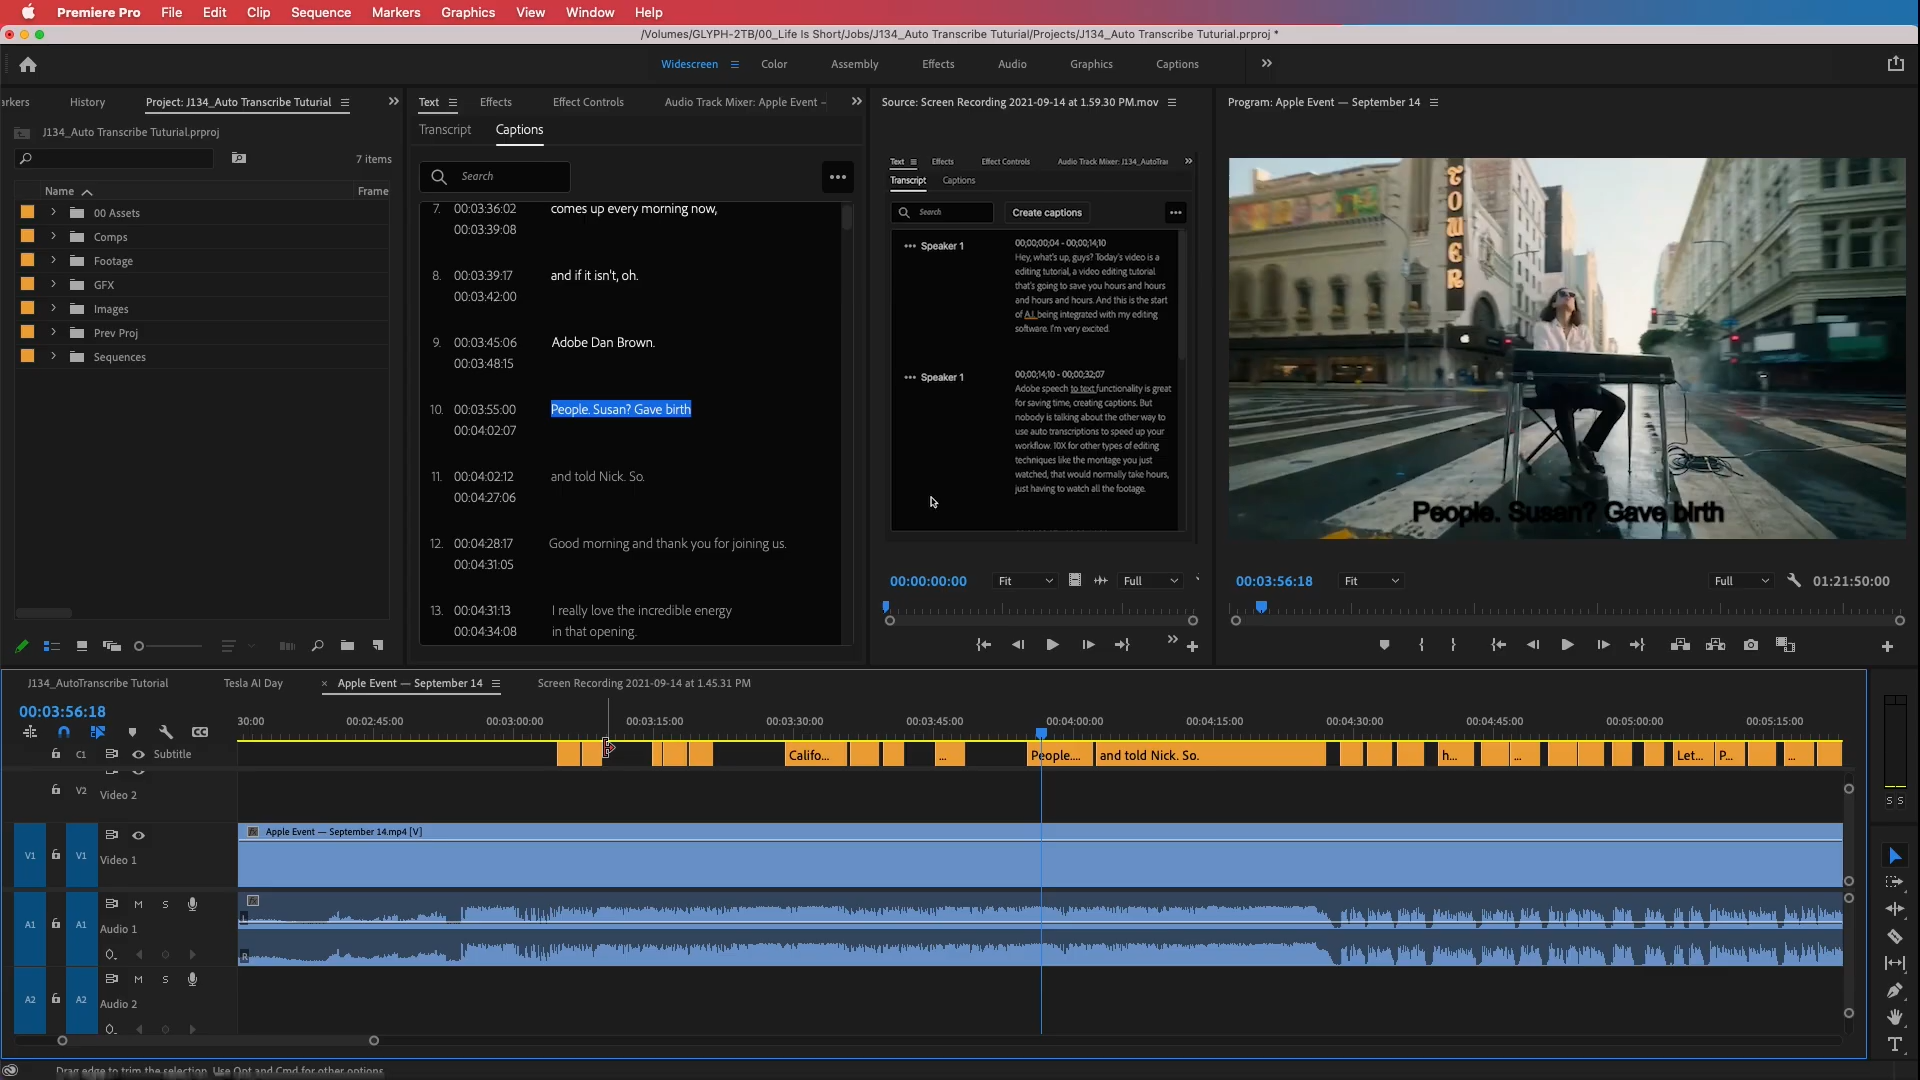 Premiere Pro File Edit Clip Sequence Markers Graphics View Window Help
/Volumes/GLYPH-2TB/00_Life Is Short/Jobs/J134_Auto Transcribe Tuturial/Projects/J134_Auto Transcribe Tuturial.prproj *
Widescreen Color Assembly Effects Audio Graphics Captions
arkers History Project: J134_Auto Transcribe Tuturial
J134_Auto Transcribe Tuturial.prproj
7 items
Name Frame
00 Assets
Comps
Footage
GFX
Images
Prev Proj
Sequences
Text Effects Effect Controls Audio Track Mixer: Apple Event –
Transcript Captions
Search
7. 00:03:36:02 comes up every morning now,
00:03:39:08
8. 00:03:39:17 and if it isn't, oh.
00:03:42:00
9. 00:03:45:06 Adobe Dan Brown.
00:03:48:15
10. 00:03:55:00 People. Susan? Gave birth
00:04:02:07
11. 00:04:02:12 and told Nick. So.
00:04:27:06
12. 00:04:28:17 Good morning and thank you for joining us.
00:04:31:05
13. 00:04:31:13 I really love the incredible energy
00:04:34:08 in that opening.
Source: Screen Recording 2021-09-14 at 1.59.30 PM.mov
Text Effects Effect Controls Audio Track Mixer: J134_AutoTrai
Transcript Captions
Search Create captions
Speaker 1 00;00;00;04 - 00;00;14;10
Hey, what's up, guys? Today's video is a
editing tutorial, a video editing tutorial
that's going to save you hours and hours
and hours and hours. And this is the start
of A.I. being integrated with my editing
software. I'm very excited.
Speaker 1 00;00;14;10 - 00;00;32;07
Adobe speech to text functionality is great
for saving time, creating captions. But
nobody is talking about the other way to
use auto transcriptions to speed up your
workflow. 10X for other types of editing
techniques like the montage you just
watched, that would normally take hours,
just having to watch all the footage.
00:00:00:00 Fit Full
Program: Apple Event — September 14
TOWER
People. Susan? Gave birth
00:03:56:18 Fit Full 01:21:50:00
J134_AutoTranscribe Tutorial Tesla AI Day × Apple Event — September 14 Screen Recording 2021-09-14 at 1.45.31 PM
00:03:56:18
30:00 00:02:45:00 00:03:00:00 00:03:15:00 00:03:30:00 00:03:45:00 00:04:00:00 00:04:15:00 00:04:30:00 00:04:45:00 00:05:00:00 00:05:15:00
CC
C1 Subtitle Califo... ... People.... and told Nick. So. h... ... Let... P... ...
V2 Video 2
Apple Event — September 14.mp4 [V]
V1 V1 Video 1
M S
A1 A1 Audio 1
L
R
M S
A2 A2 Audio 2
S S
T
Drag edge to trim the selection. Use Opt and Cmd for other options.